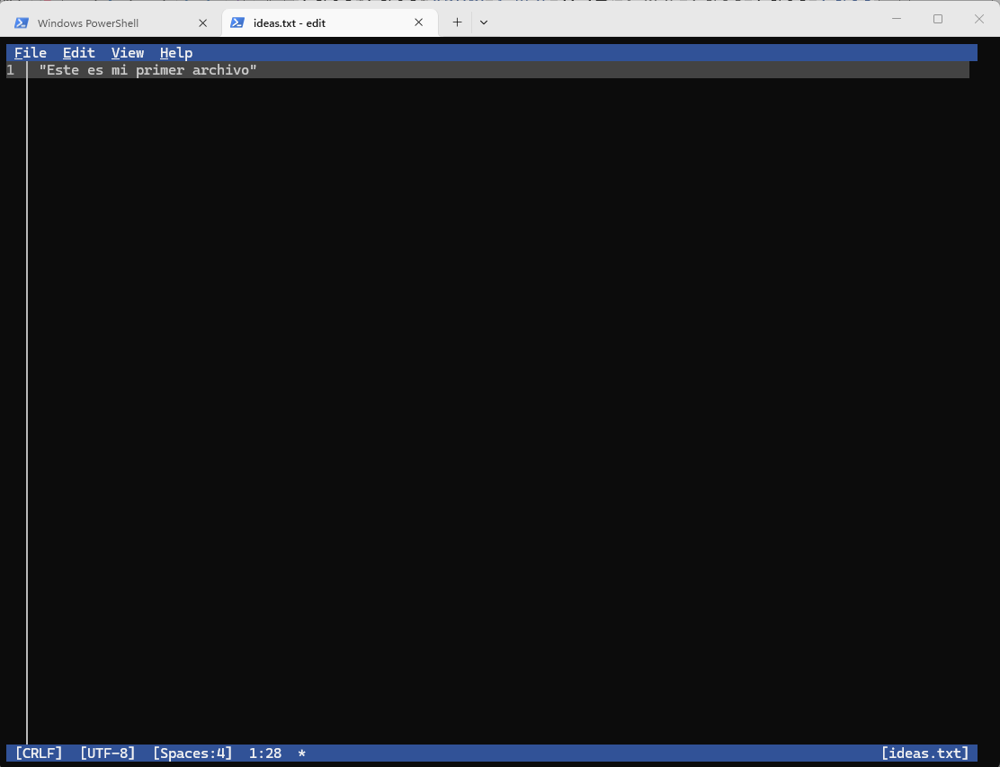 Windows PowerShell
ideas.txt - edit
File Edit View Help
1 "Este es mi primer archivo"
[CRLF] [UTF-8] [Spaces:4] 1:28 * [ideas.txt]